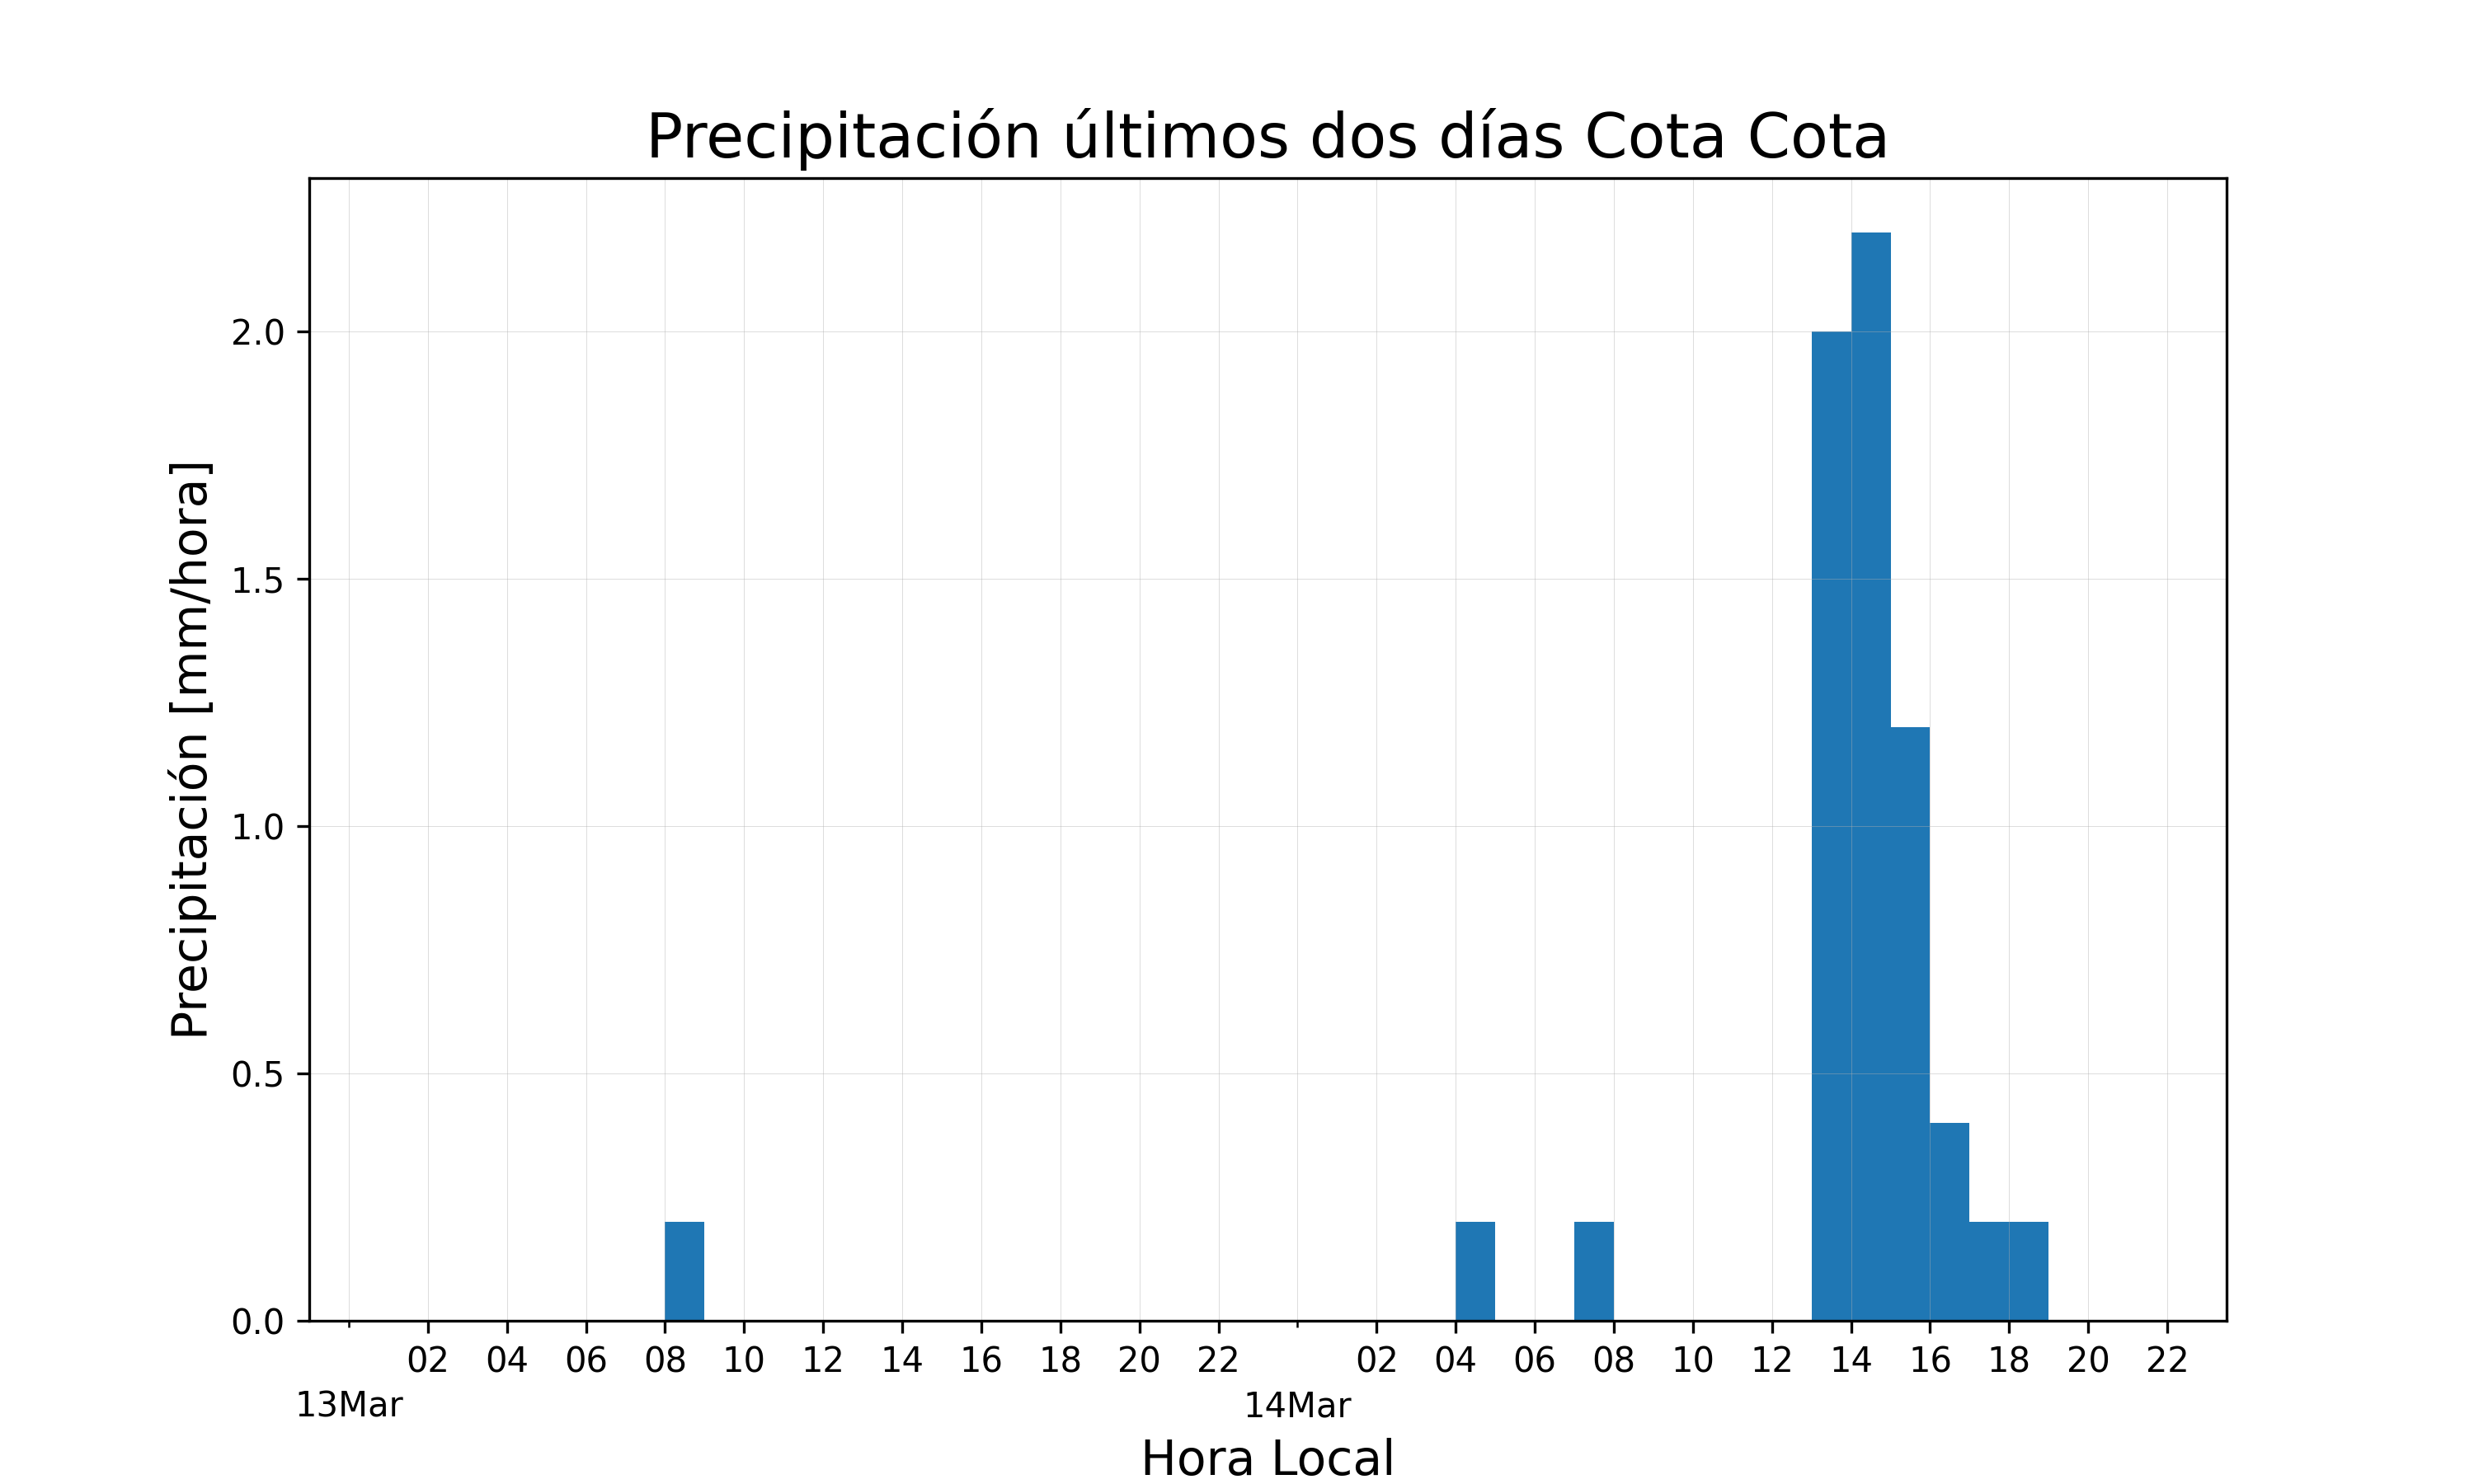 Precipitación últimos dos días Cota Cota
Precipitación [mm/hora]
2.0
1.5
1.0
0.5
0.0
02 04 06 08 10 12 14 16 18 20 22 02 04 06 08 10 12 14 16 18 20 22
13Mar 14Mar
Hora Local